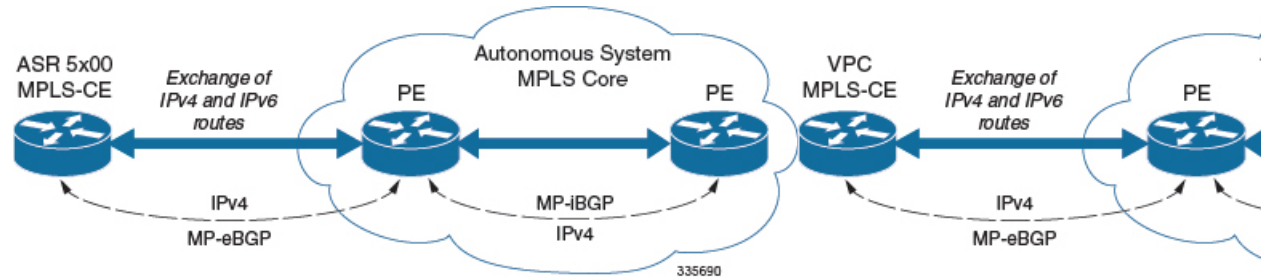 ASR 5x00
MPLS-CE
Exchange of
IPv4 and IPv6
routes
PE
Autonomous System
MPLS Core
PE
IPv4
MP-eBGP
MP-iBGP
IPv4
335690
VPC
MPLS-CE
Exchange of
IPv4 and IPv6
routes
PE
IPv4
MP-eBGP